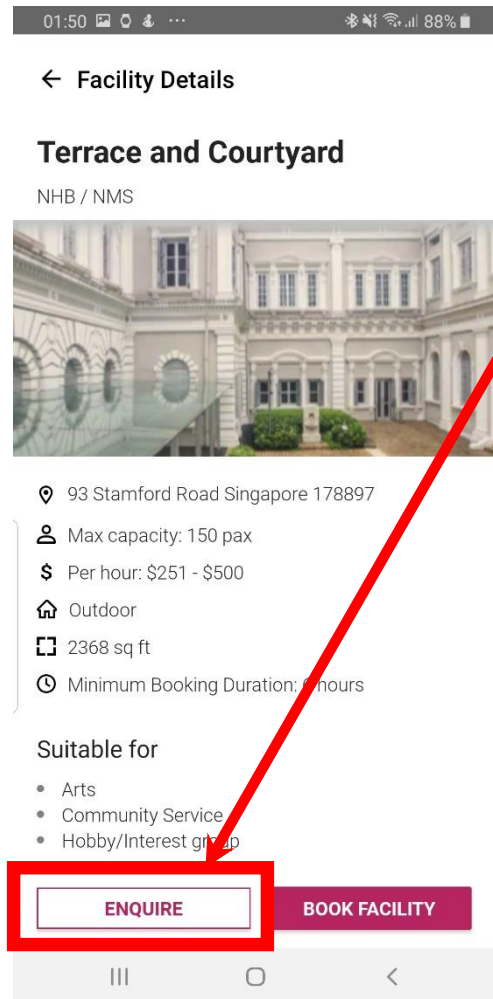 01:50 88%
Facility Details
Terrace and Courtyard
NHB / NMS
93 Stamford Road Singapore 178897
Max capacity: 150 pax
$ Per hour: $251 - $500
Outdoor
2368 sq ft
Minimum Booking Duration: hours
Suitable for
Arts
Community Service
Hobby/Interest group
ENQUIRE BOOK FACILITY